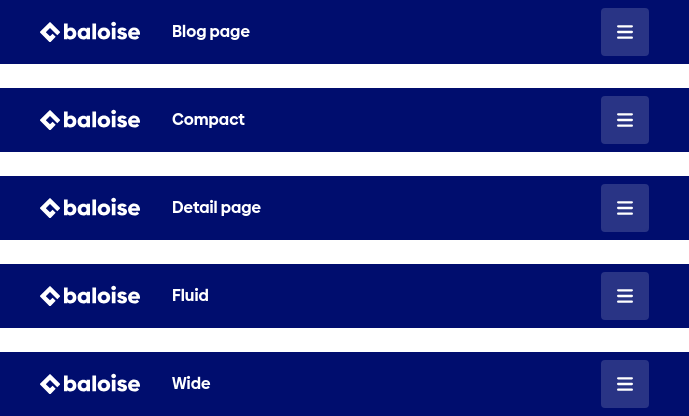 baloise Blog page
baloise Compact
baloise Detail page
baloise Fluid
baloise Wide